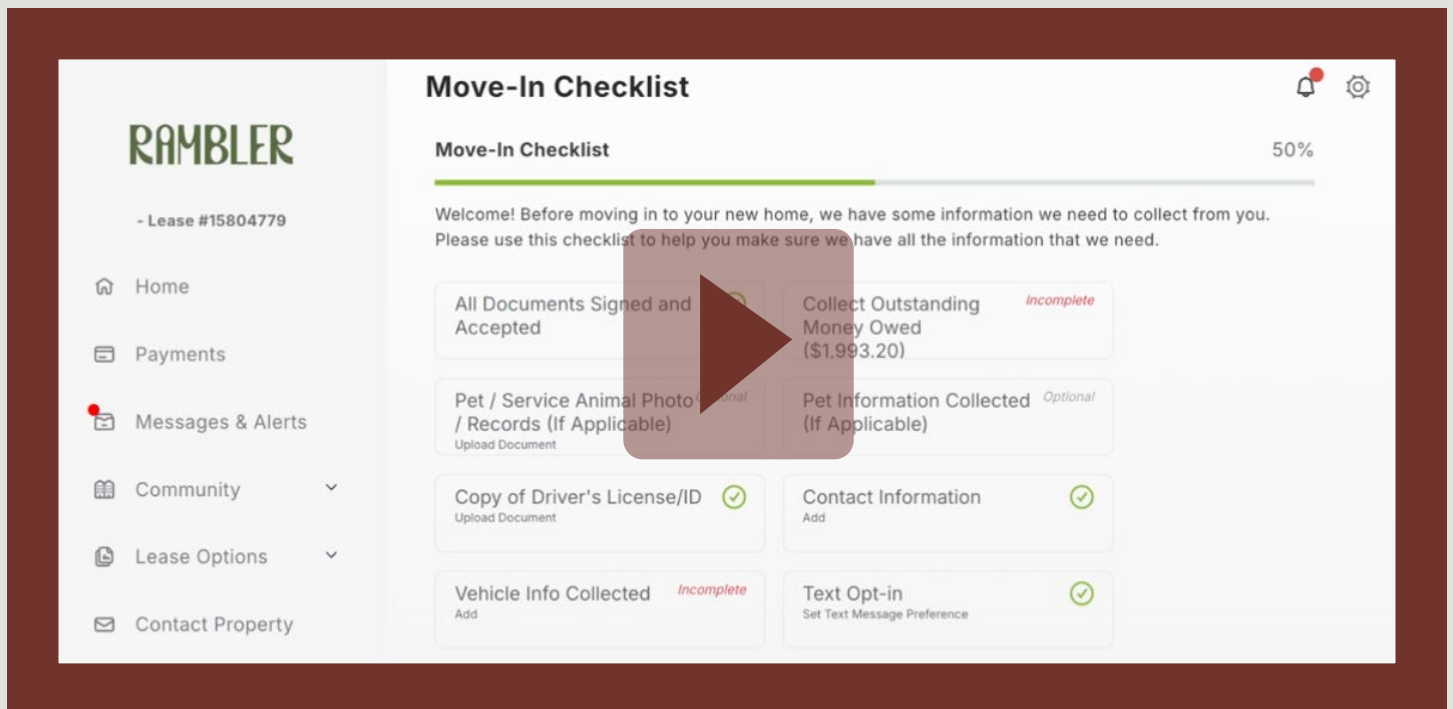 RAMBLER
- Lease #15804779
Home
Payments
Messages & Alerts
Community
Lease Options
Contact Property
Move-In Checklist
Move-In Checklist
50%
Welcome! Before moving in to your new home, we have some information we need to collect from you.
Please use this checklist to help you make sure we have all the information that we need.
All Documents Signed and
Accepted
Collect Outstanding
Incomplete
Money Owed
($1,993.20)
Pet / Service Animal Photo
/ Records (If Applicable)
Upload Document
Pet Information Collected
Optional
(If Applicable)
Copy of Driver's License/ID
Upload Document
Contact Information
Add
Vehicle Info Collected
Incomplete
Add
Text Opt-in
Set Text Message Preference